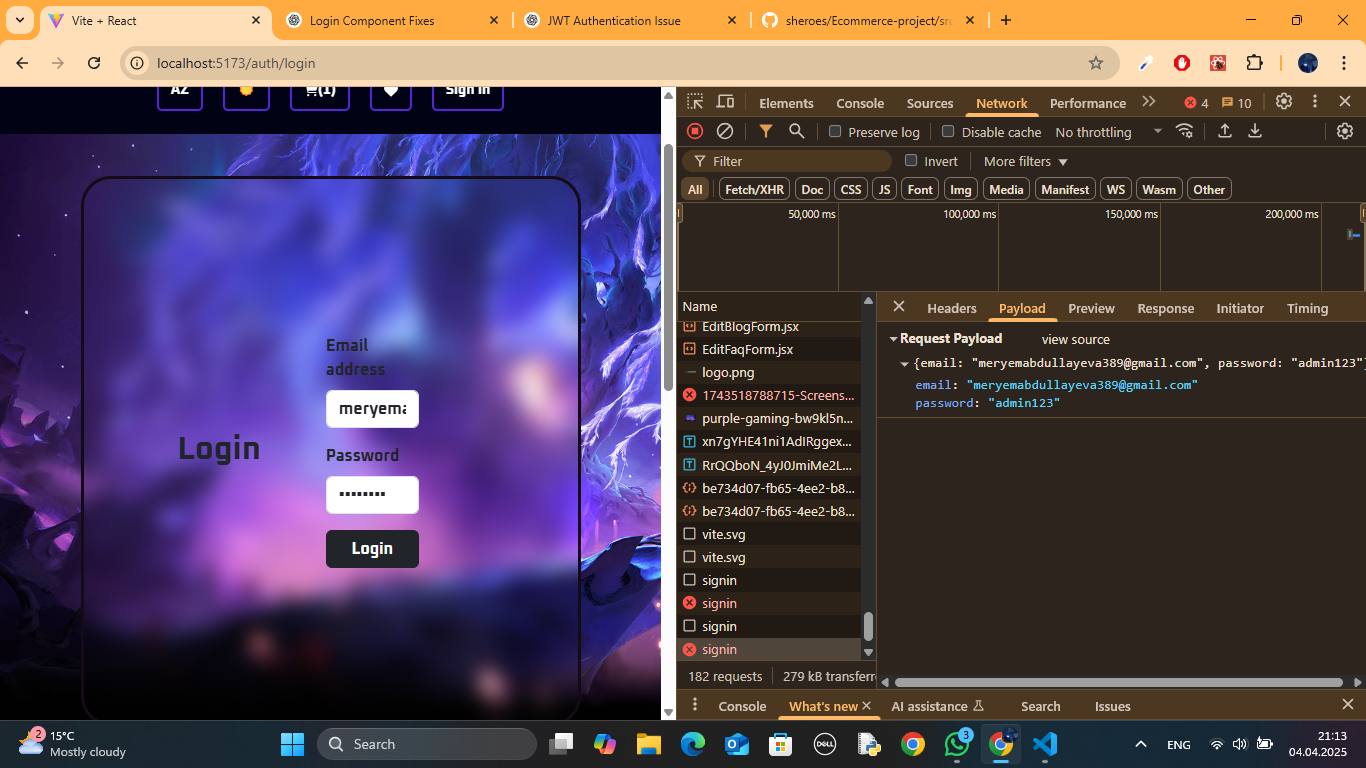 Vite + React
Login Component Fixes
JWT Authentication Issue
sheroes/Ecommerce-project/src
localhost:5173/auth/login
AZ
(1)
Sign In
Login
Email
address
meryema
Password
••••••••
Login
Elements
Console
Sources
Network
Performance
4
10
Preserve log
Disable cache
No throttling
Filter
Invert
More filters
All
Fetch/XHR
Doc
CSS
JS
Font
Img
Media
Manifest
WS
Wasm
Other
50,000 ms
100,000 ms
150,000 ms
200,000 ms
Name
EditBlogForm.jsx
EditFaqForm.jsx
logo.png
1743518788715-Screens...
purple-gaming-bw9kl5n...
xn7gYHE41ni1AdIRggex...
RrQQboN_4yJ0JmiMe2L...
be734d07-fb65-4ee2-b8...
be734d07-fb65-4ee2-b8...
vite.svg
vite.svg
signin
signin
signin
signin
182 requests
279 kB transferr
Headers
Payload
Preview
Response
Initiator
Timing
Request Payload
view source
{email: "meryemabdullayeva389@gmail.com", password: "admin123"}
email: "meryemabdullayeva389@gmail.com"
password: "admin123"
Console
What's new
AI assistance
Search
Issues
2
15°C
Mostly cloudy
Search
DELL
3
ENG
21:13
04.04.2025